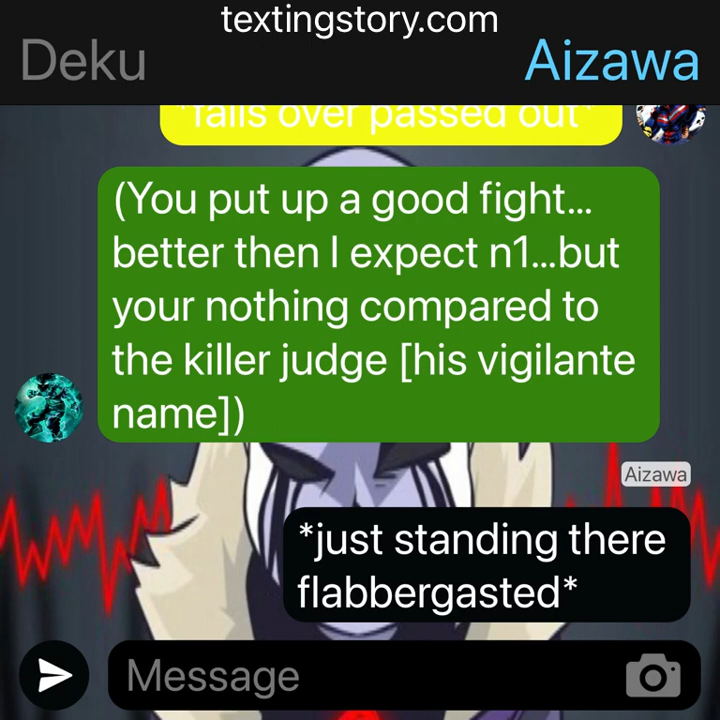 textingstory.com
Deku
Aizawa
*falls over passed out*
(You put up a good fight...
better then I expect n1...but
your nothing compared to
the killer judge [his vigilante
name])
Aizawa
*just standing there
flabbergasted*
Message